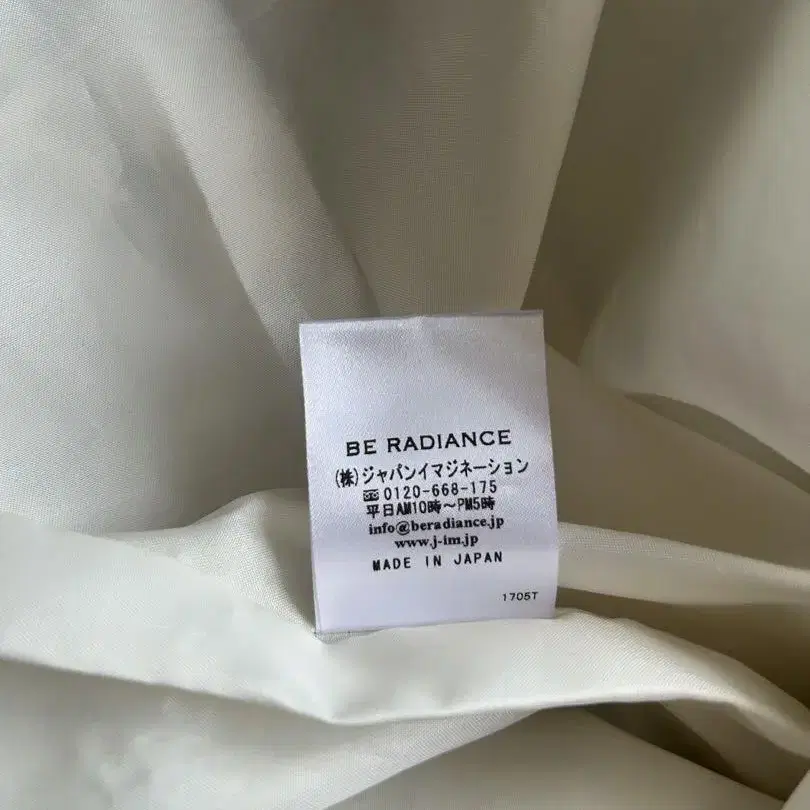 BE RADIANCE
(株)ジャパンイマジネーション
0120-668-175
平日AM10時～PM5時
info@beradiance.jp
www.j-im.jp
MADE IN JAPAN
1705T